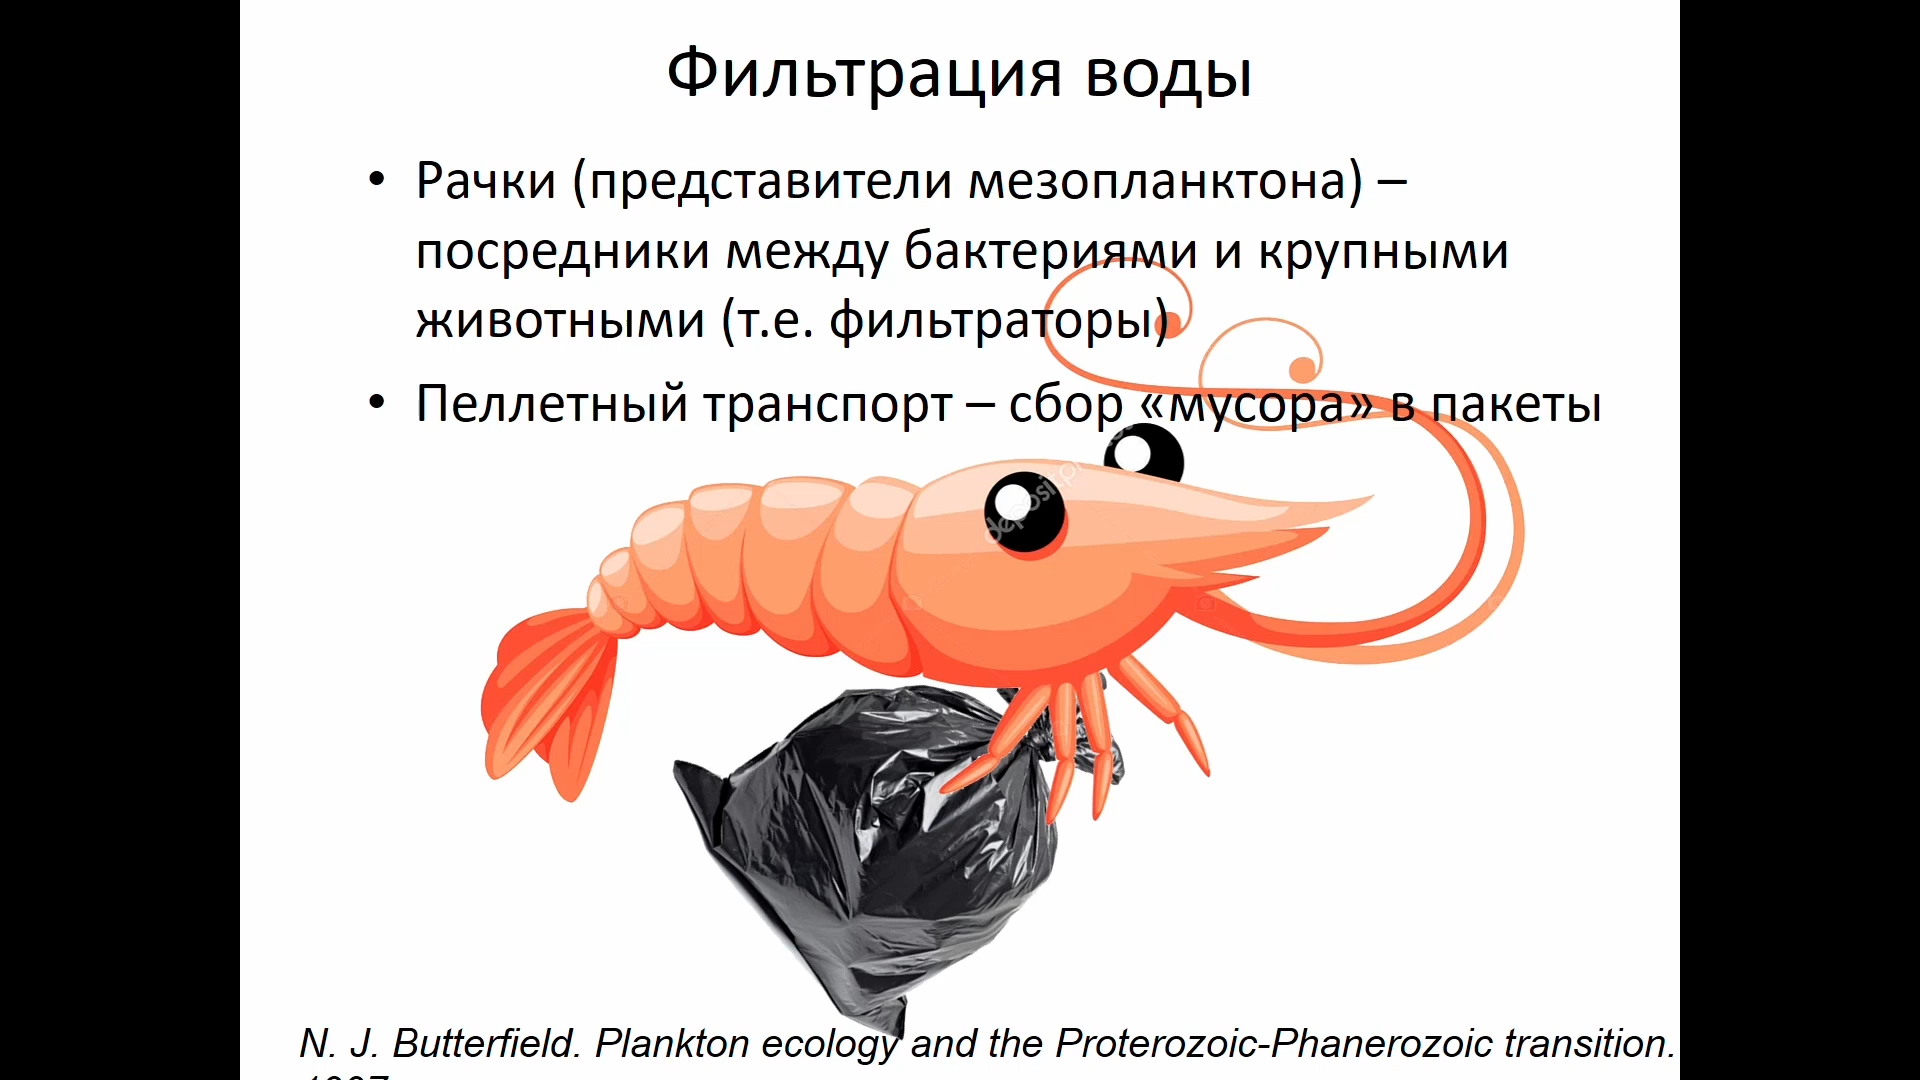 Фильтрация воды
• Рачки (представители мезопланктона) –
посредники между бактериями и крупными
животными (т.е. фильтраторы)
• Пеллетный транспорт – сбор «мусора» в пакеты
N. J. Butterfield. Plankton ecology and the Proterozoic-Phanerozoic transition.